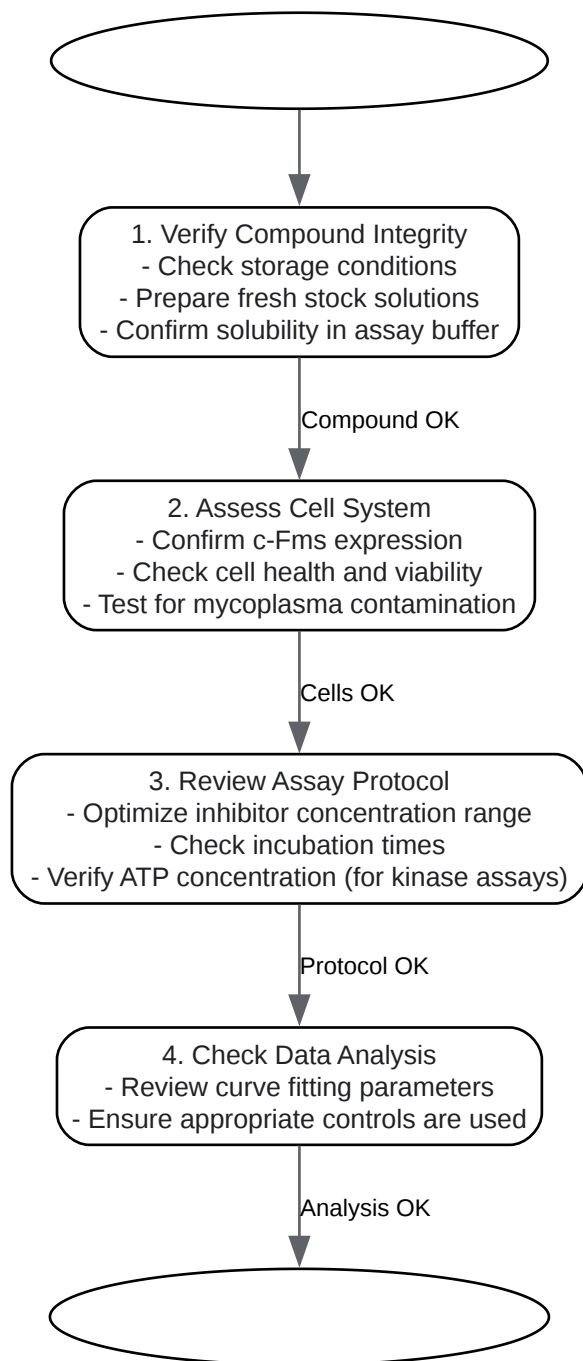 1. Verify Compound Integrity
- Check storage conditions
- Prepare fresh stock solutions
- Confirm solubility in assay buffer
Compound OK
2. Assess Cell System
- Confirm c-Fms expression
- Check cell health and viability
- Test for mycoplasma contamination
Cells OK
3. Review Assay Protocol
- Optimize inhibitor concentration range
- Check incubation times
- Verify ATP concentration (for kinase assays)
Protocol OK
4. Check Data Analysis
- Review curve fitting parameters
- Ensure appropriate controls are used
Analysis OK